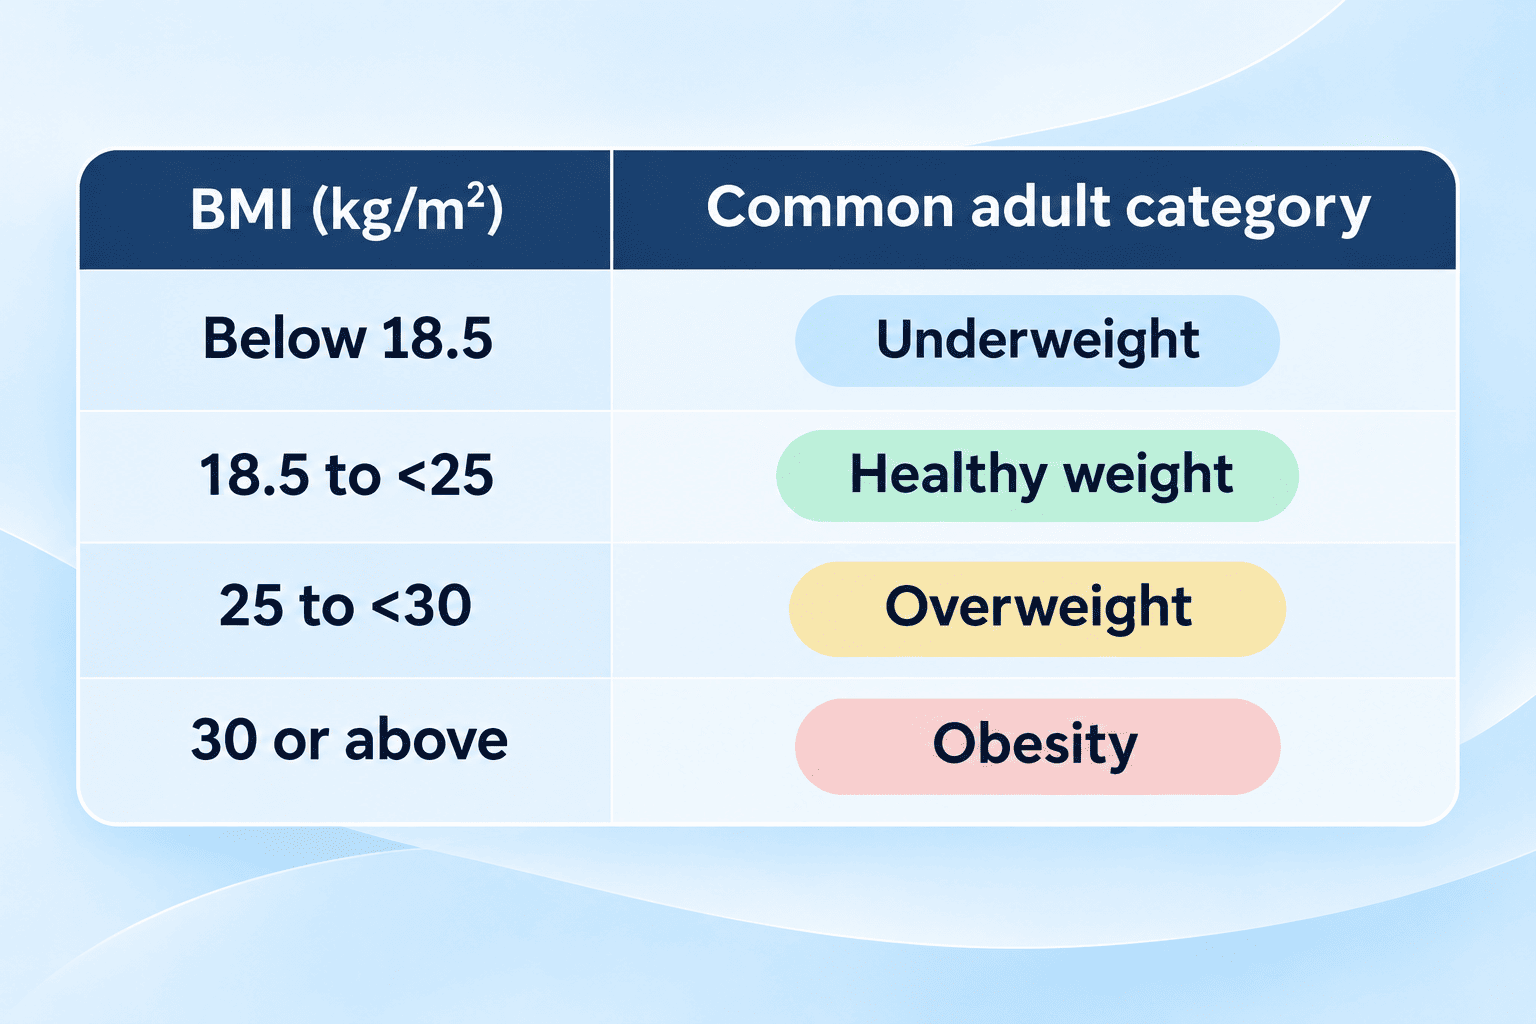 BMI (kg/m²) Common adult category
Below 18.5 Underweight
18.5 to <25 Healthy weight
25 to <30 Overweight
30 or above Obesity